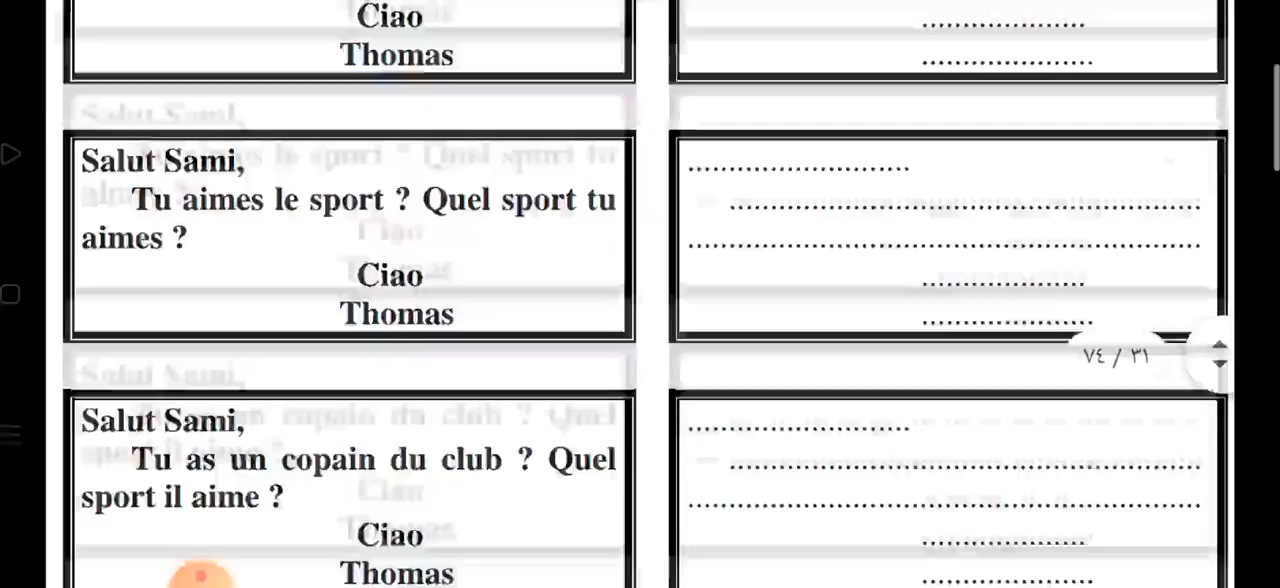 Ciao
Thomas
Salut Sami,
Tu aimes le sport ? Quel sport tu
aimes ?
Ciao
Thomas
٣١ / ٧٤
Salut Sami,
Tu as un copain du club ? Quel
sport il aime ?
Ciao
Thomas